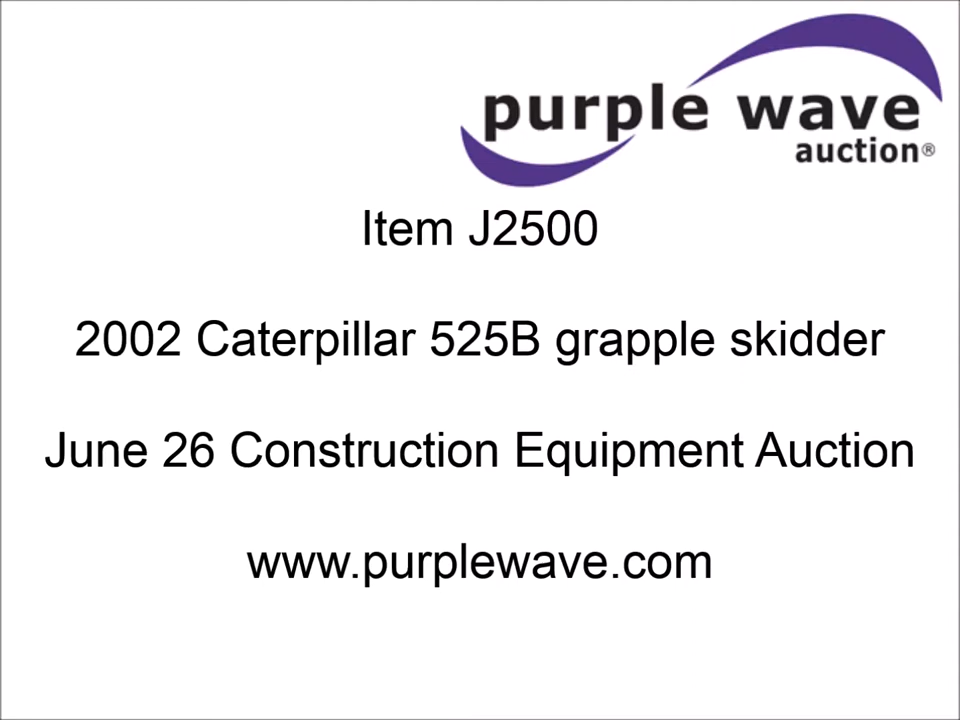 purple wave
auction®
Item J2500
2002 Caterpillar 525B grapple skidder
June 26 Construction Equipment Auction
www.purplewave.com